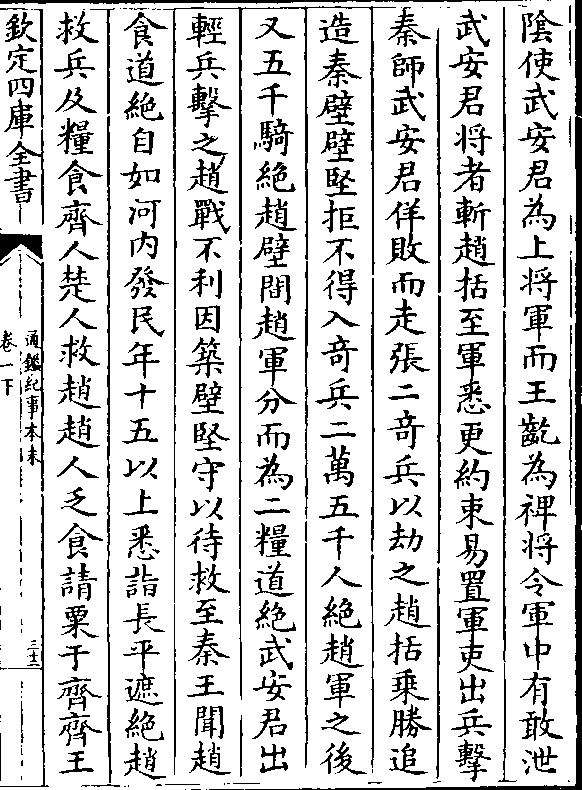 陰使武安君為上将軍而王齕為裨将令軍中有敢泄
武安君将者斬趙括至軍悉更約束易置軍吏出兵擊
秦師武安君佯敗而走張二竒兵以劫之趙括乗勝追
造秦壁壁堅拒不得入竒兵二萬五千人絶趙軍之後
又五千騎絶趙壁間趙軍分而為二糧道絶武安君出
輕兵擊之趙戰不利因築壁堅守以待救至秦王聞趙
食道絶自如河内發民年十五以上悉詣長平遮絶趙
救兵及糧食齊人楚人救趙趙人乏食請粟于齊齊王
欽定四庫全書
通鑑紀事本末
卷一下